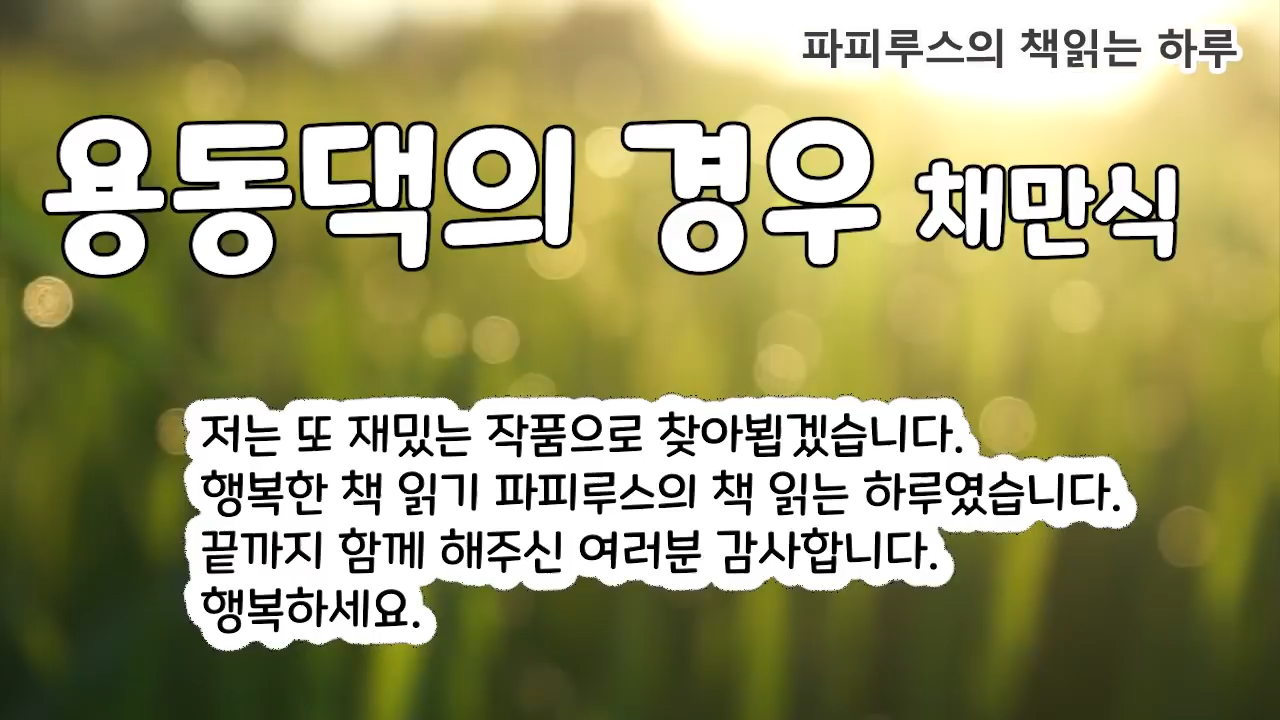 파피루스의 책읽는 하루
용동댁의 경우 채만식
저는 또 재밌는 작품으로 찾아뵙겠습니다.
행복한 책 읽기 파피루스의 책 읽는 하루였습니다.
끝까지 함께 해주신 여러분 감사합니다.
행복하세요.